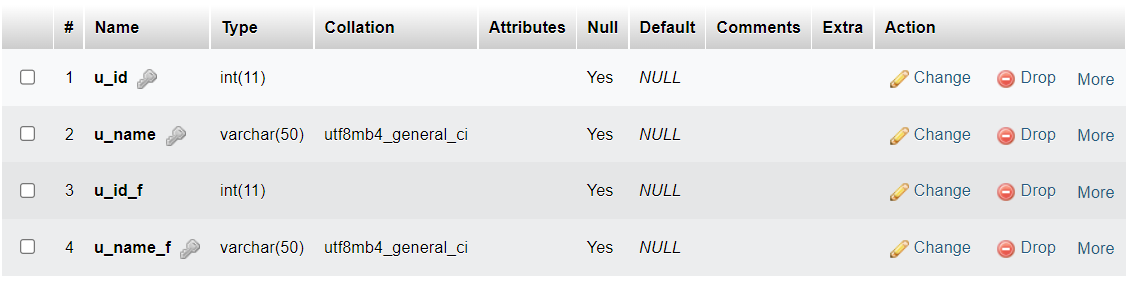 # Name Type Collation Attributes Null Default Comments Extra Action
1 u_id int(11) Yes NULL Change Drop More
2 u_name varchar(50) utf8mb4_general_ci Yes NULL Change Drop More
3 u_id_f int(11) Yes NULL Change Drop More
4 u_name_f varchar(50) utf8mb4_general_ci Yes NULL Change Drop More